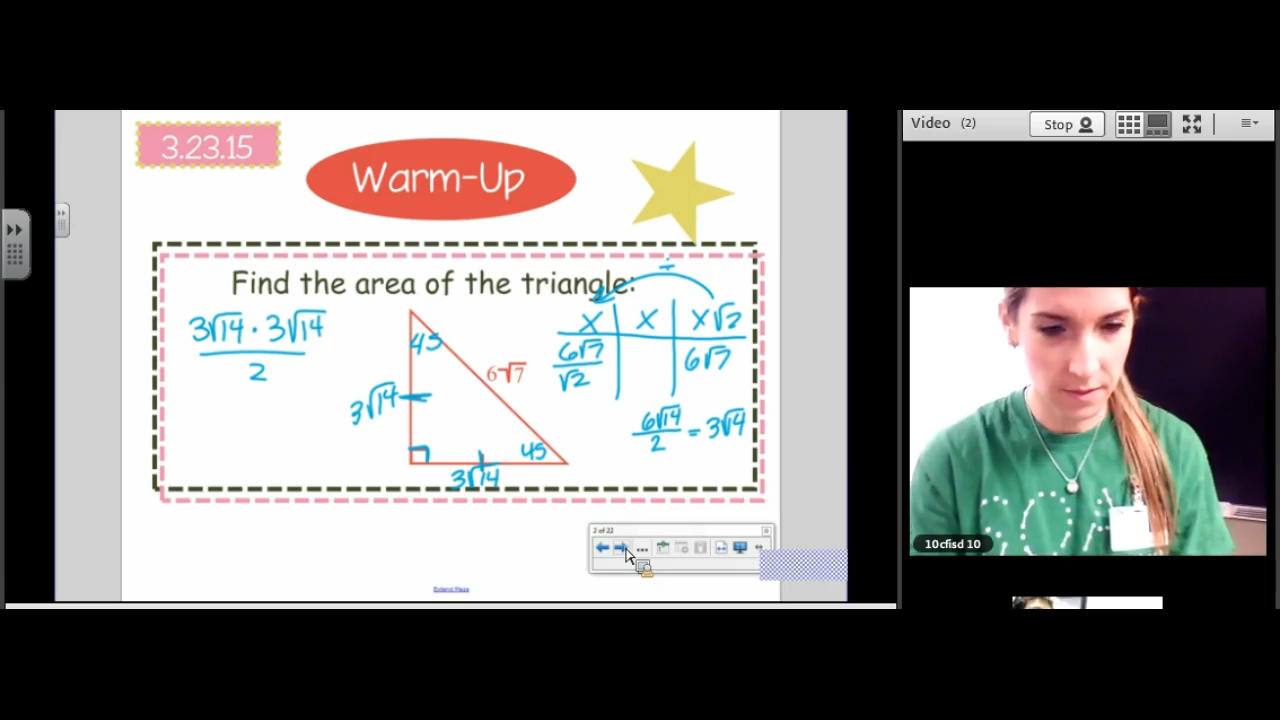 3.23.15
Warm-Up
Find the area of the triangle:
3√14 · 3√14
2
45
6√7
3√14
45
3√14
÷
x | x | x√2
6√7
√2
6√7
6√14
2
= 3√14
2 of 22
Extend Page
Video (2)
Stop
10cfisd 10